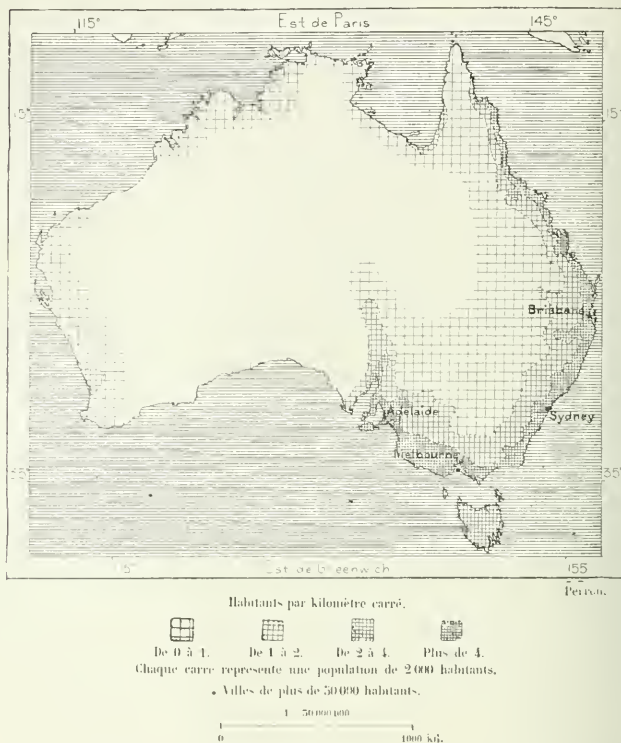 Est de Paris
115° 145°
15° 15°
Brisbane
Adelaide Sydney
Melbourne
35° 35°
115 155
Est de Greenwich
Perron.
Habitants par kilomètre carré.
De 0 à 1. De 1 à 2. De 2 à 4. Plus de 4.
Chaque carré représente une population de 2 000 habitants.
• Villes de plus de 50 000 habitants.
1 50 000 000
0 1000 kil.